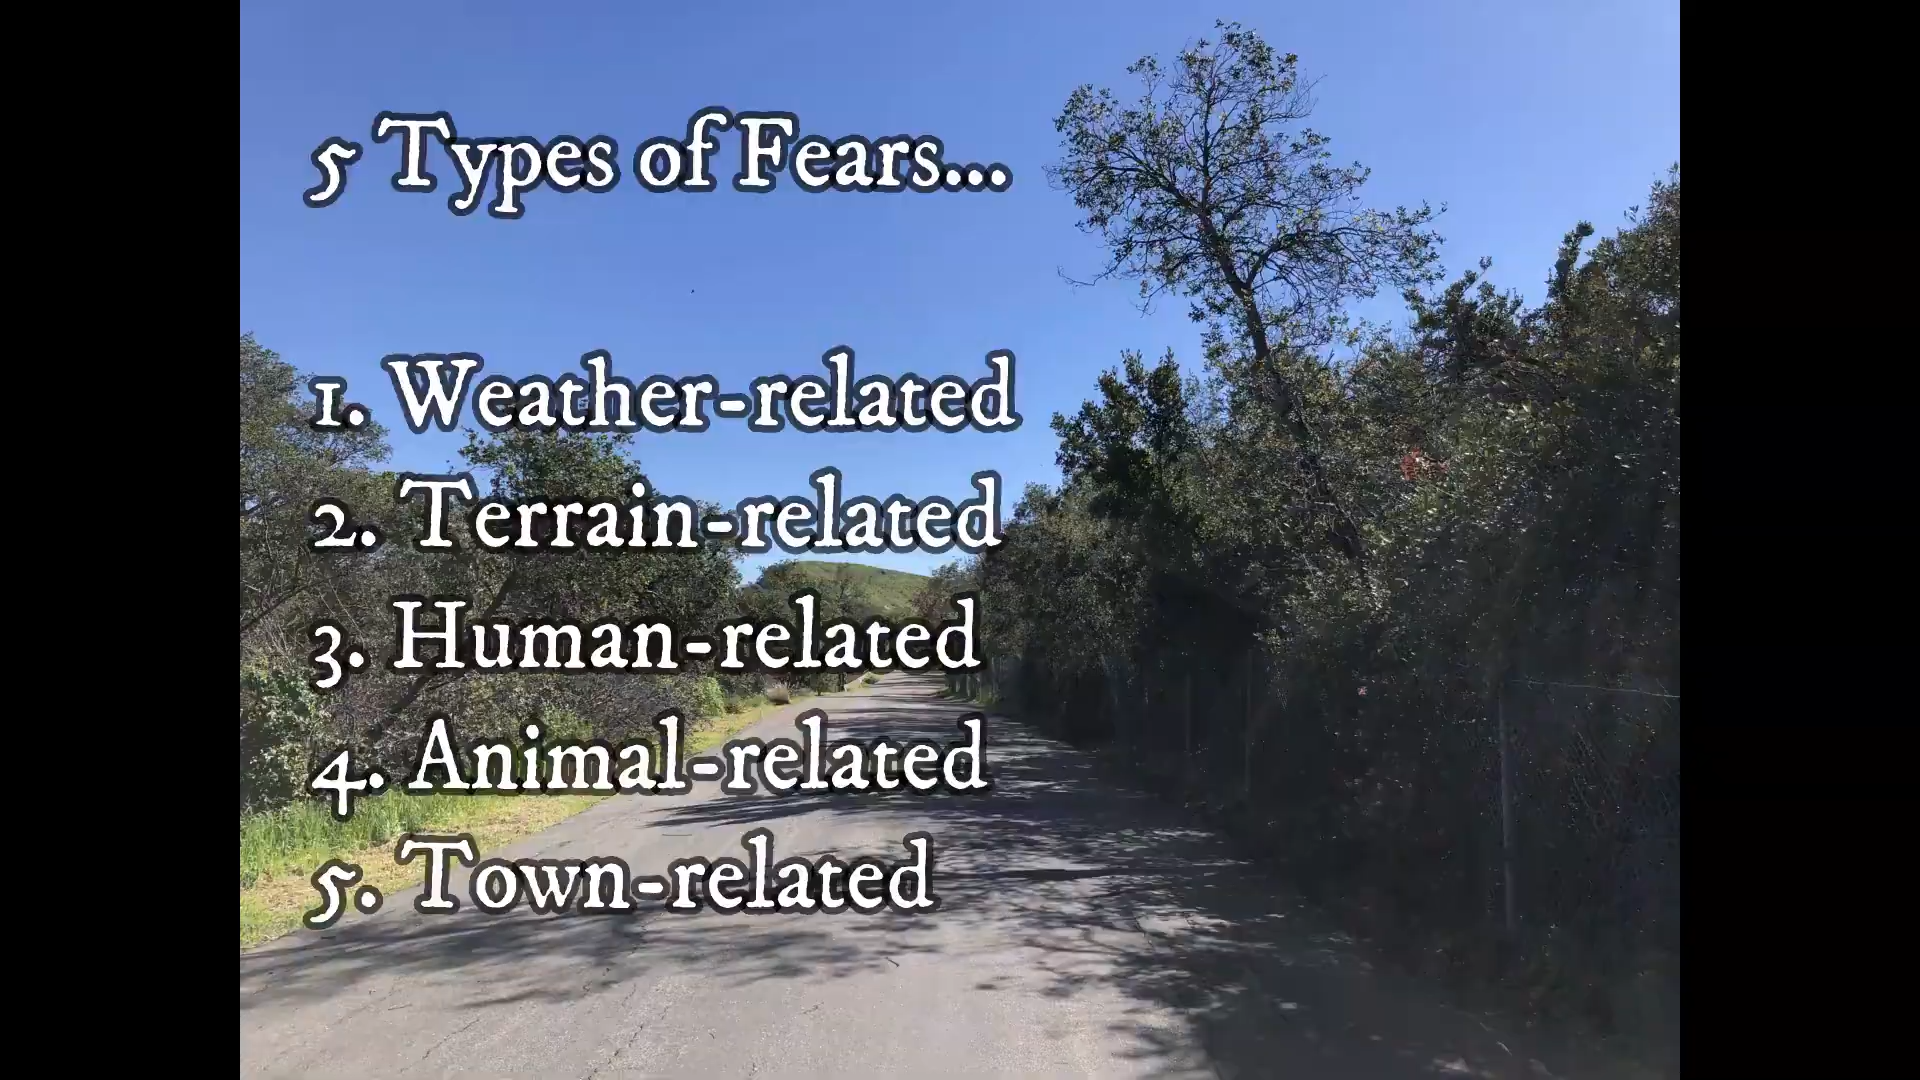 5 Types of Fears...
1. Weather-related
2. Terrain-related
3. Human-related
4. Animal-related
5. Town-related